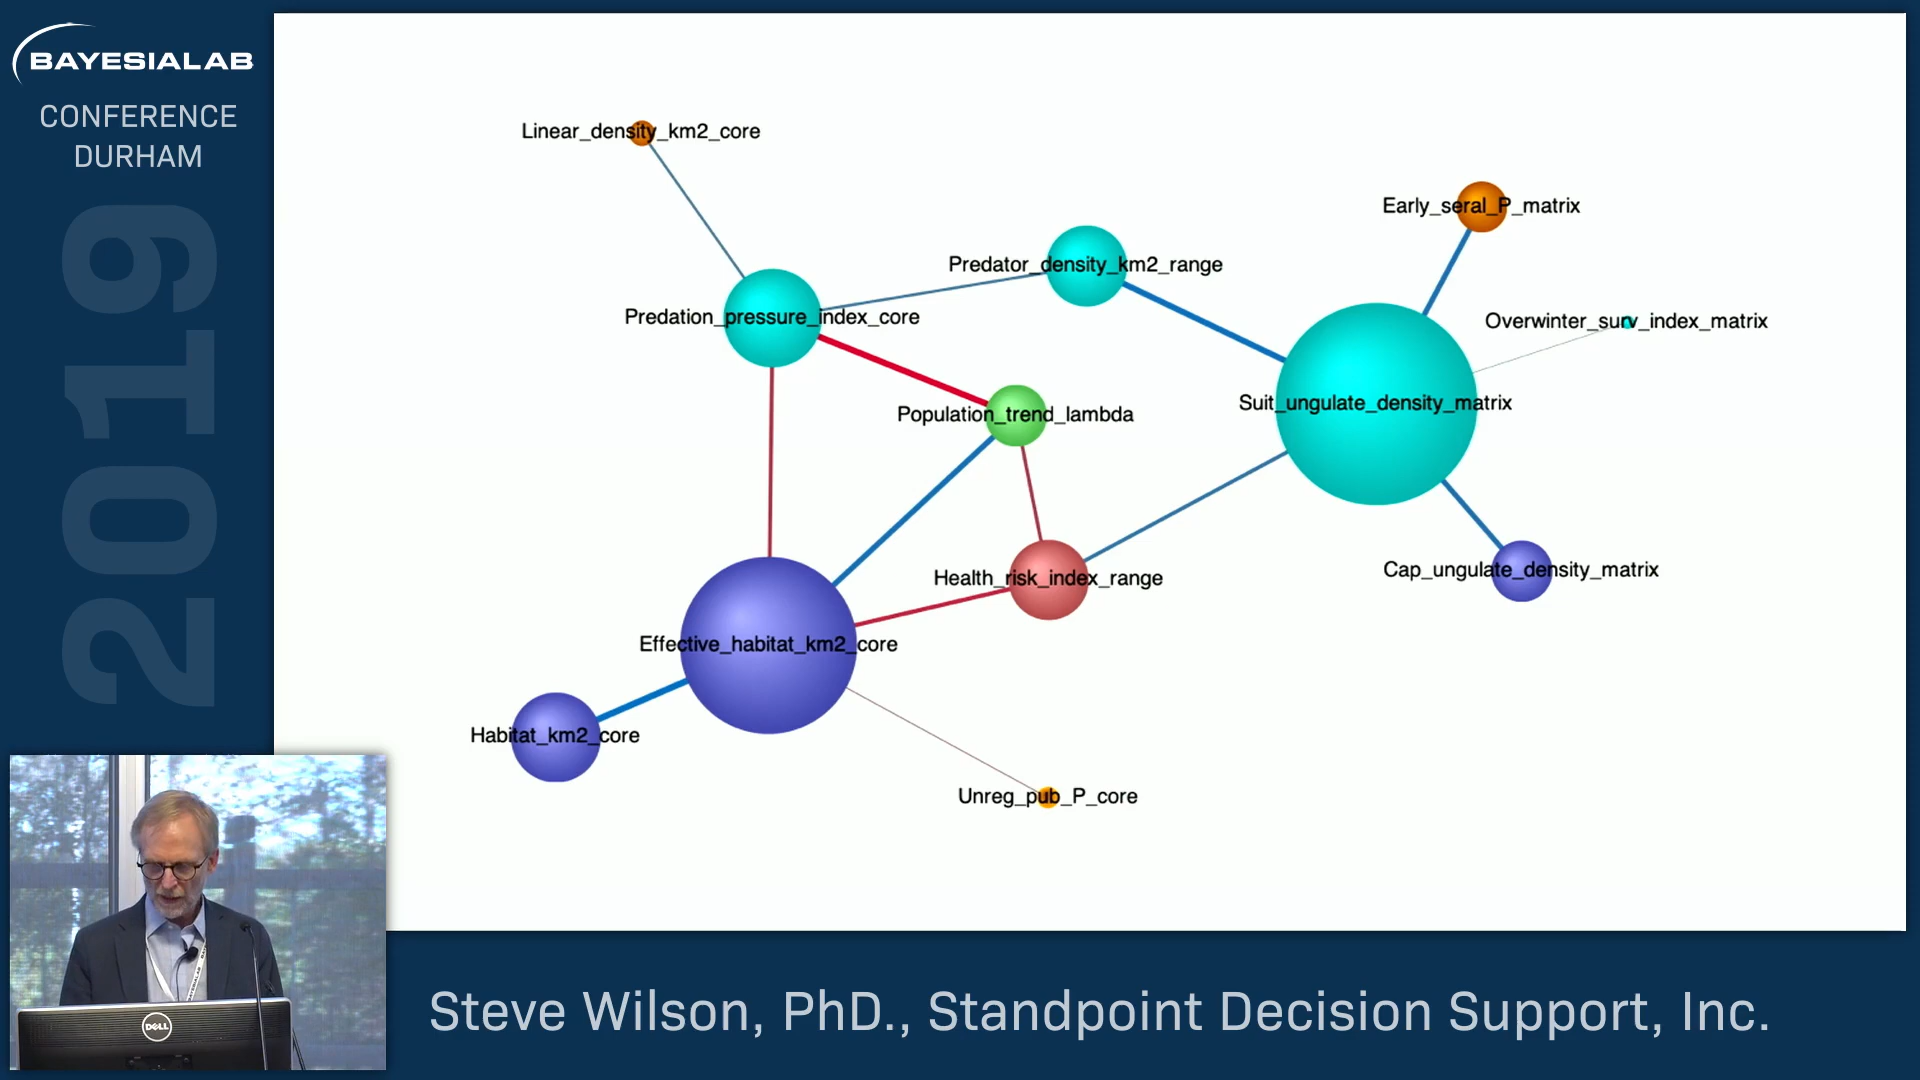 BAYESIALAB
CONFERENCE
DURHAM
2019
Linear_density_km2_core
Early_seral_P_matrix
Predator_density_km2_range
Predation_pressure_index_core
Overwinter_surv_index_matrix
Suit_ungulate_density_matrix
Population_trend_lambda
Cap_ungulate_density_matrix
Health_risk_index_range
Effective_habitat_km2_core
Habitat_km2_core
Unreg_pub_P_core
DELL
Steve Wilson, PhD., Standpoint Decision Support, Inc.